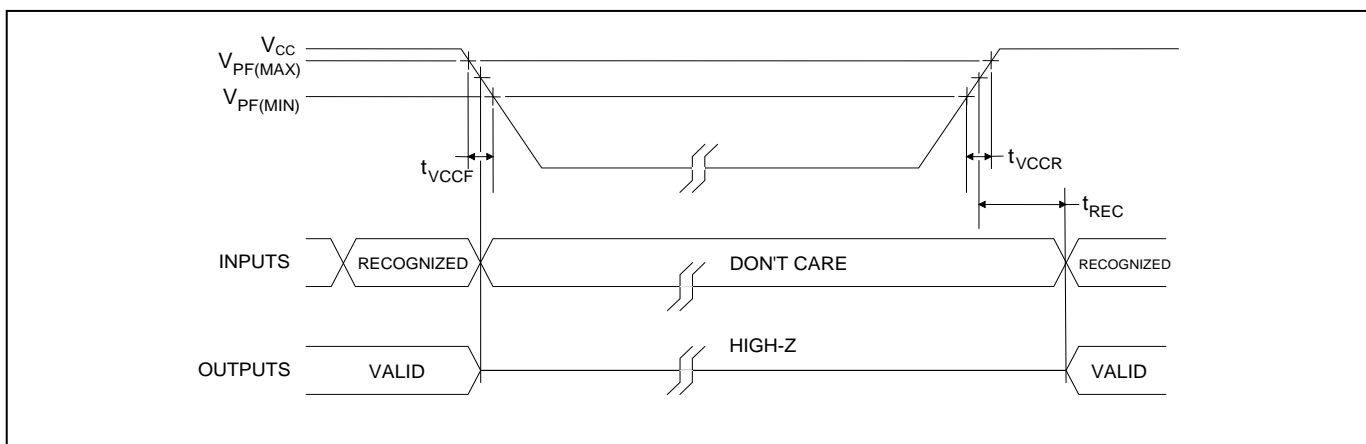 VCC
VPF(MAX)
VPF(MIN)
tVCCF
tVCCR
tREC
INPUTS RECOGNIZED DON'T CARE RECOGNIZED
OUTPUTS VALID HIGH-Z VALID